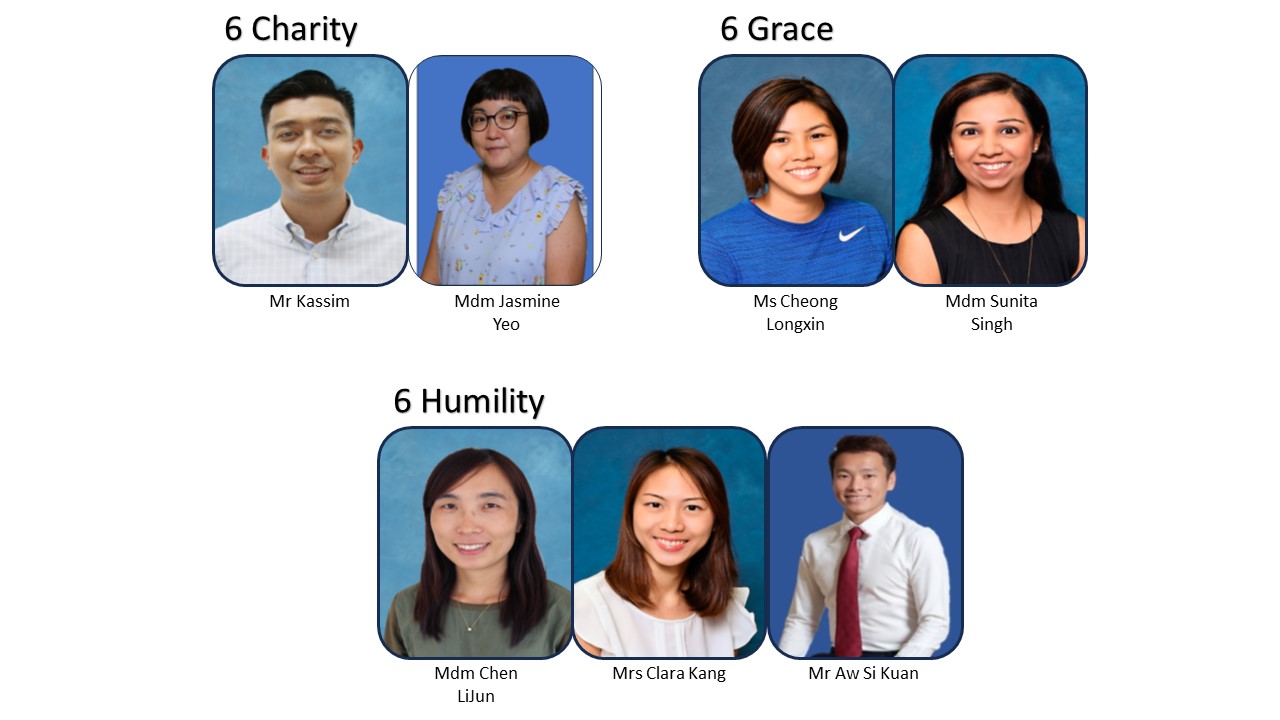 6 Charity
6 Grace
Mr Kassim
Mdm Jasmine
Yeo
Ms Cheong
Longxin
Mdm Sunita
Singh
6 Humility
Mdm Chen
LiJun
Mrs Clara Kang
Mr Aw Si Kuan